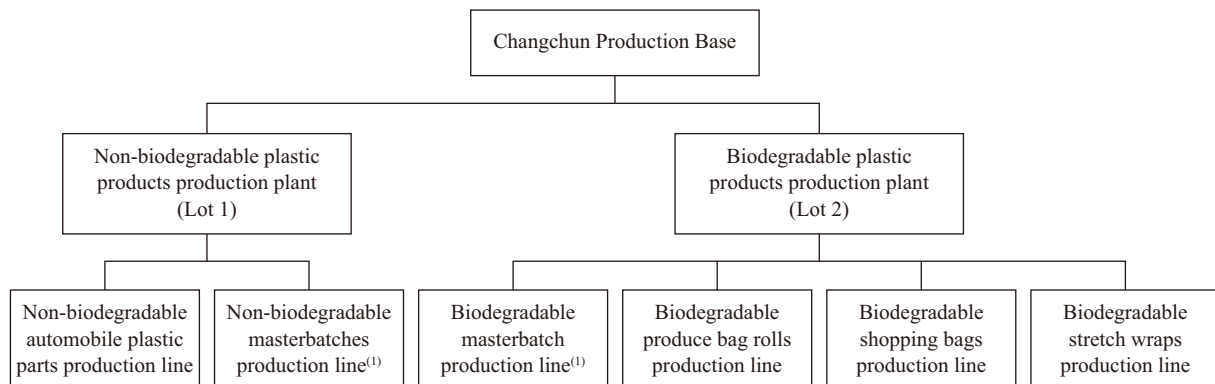 Changchun Production Base
Non-biodegradable plastic
products production plant
(Lot 1)
Biodegradable plastic
products production plant
(Lot 2)
Non-biodegradable
automobile plastic
parts production line
Non-biodegradable
masterbatches
production line(1)
Biodegradable
masterbatch
production line(1)
Biodegradable
produce bag rolls
production line
Biodegradable
shopping bags
production line
Biodegradable
stretch wraps
production line